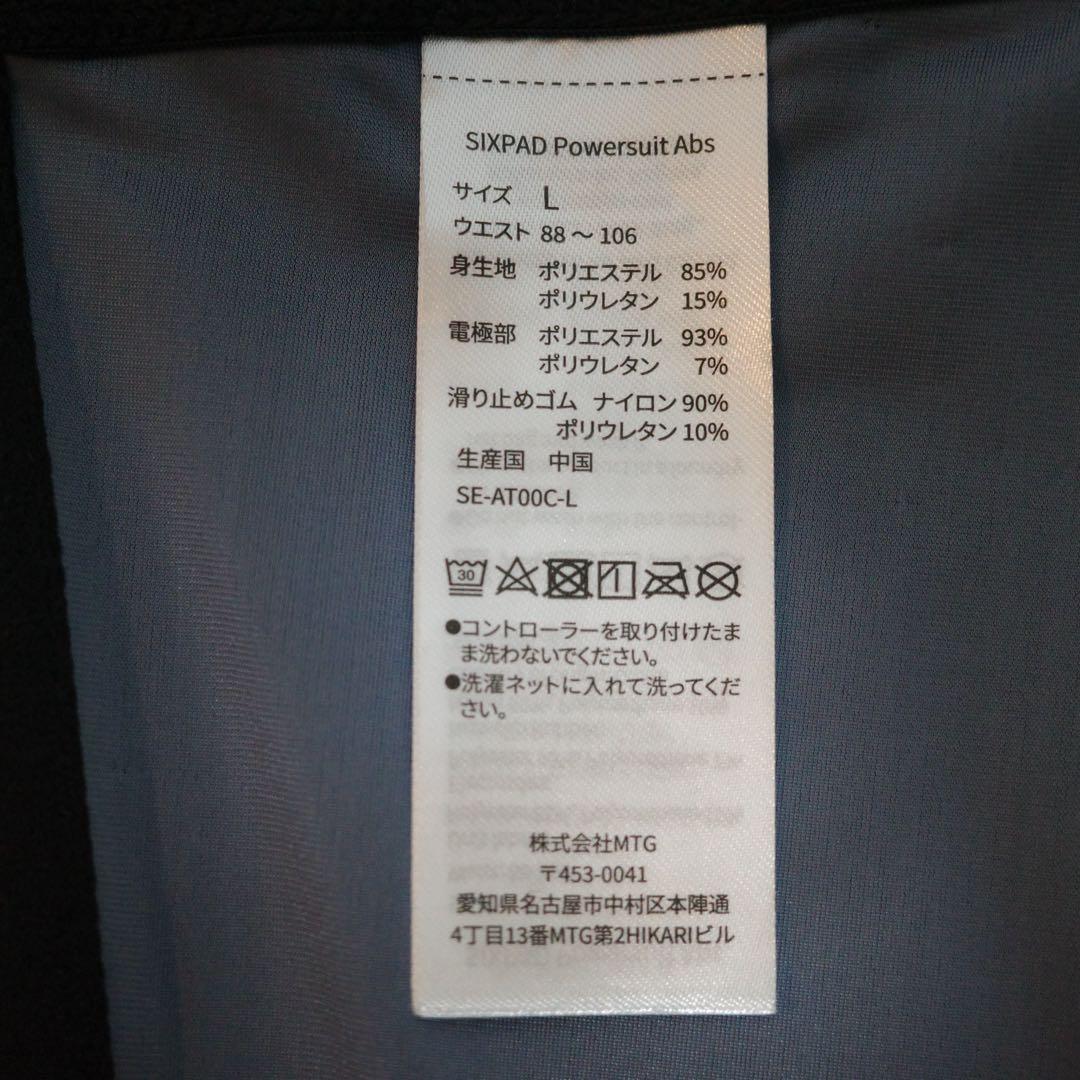 SIXPAD Powersuit Abs
サイズ L
ウエスト 88 ～ 106
身生地 ポリエステル 85%
ポリウレタン 15%
電極部 ポリエステル 93%
ポリウレタン 7%
滑り止めゴム ナイロン 90%
ポリウレタン 10%
生産国 中国
SE-AT00C-L
30
●コントローラーを取り付けたま
ま洗わないでください。
●洗濯ネットに入れて洗ってくだ
さい。
株式会社MTG
〒453-0041
愛知県名古屋市中村区本陣通
4丁目13番MTG第2HIKARIビル